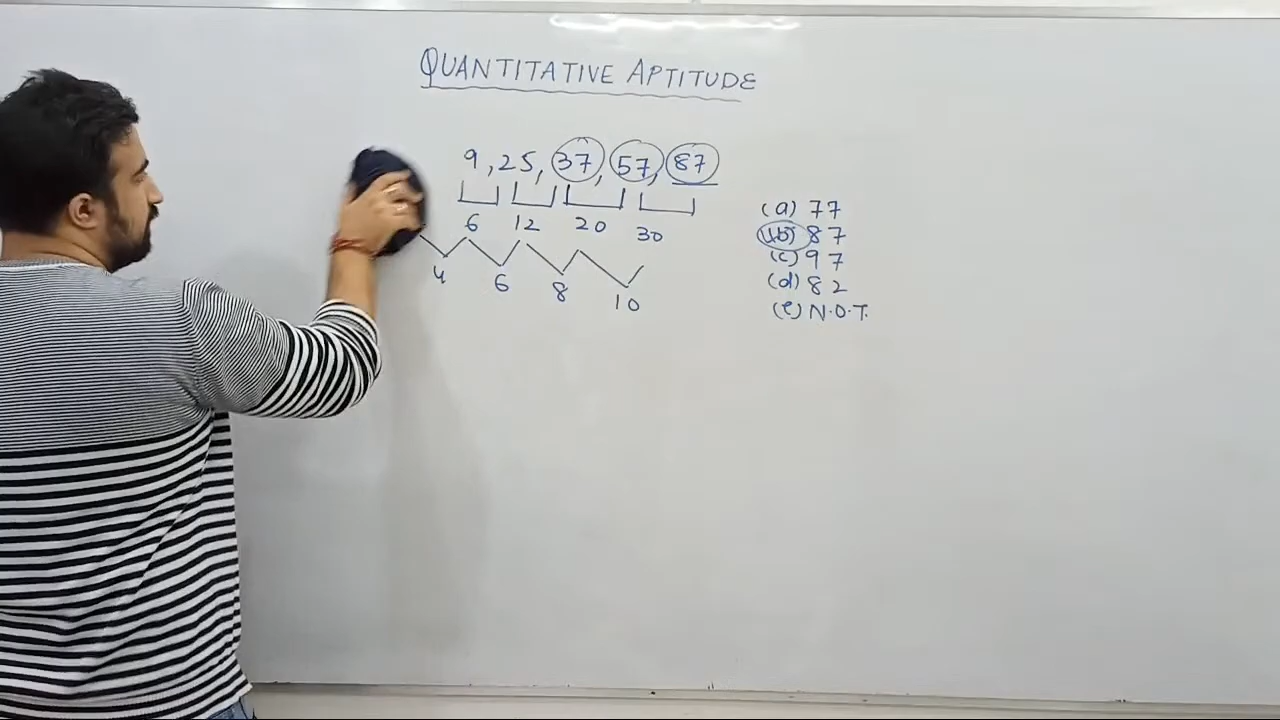 QUANTITATIVE APTITUDE
9, 25, 37, 57, 87
6 12 20 30
4 6 8 10
(a) 77
(b) 87
(c) 97
(d) 82
(e) N.O.T.